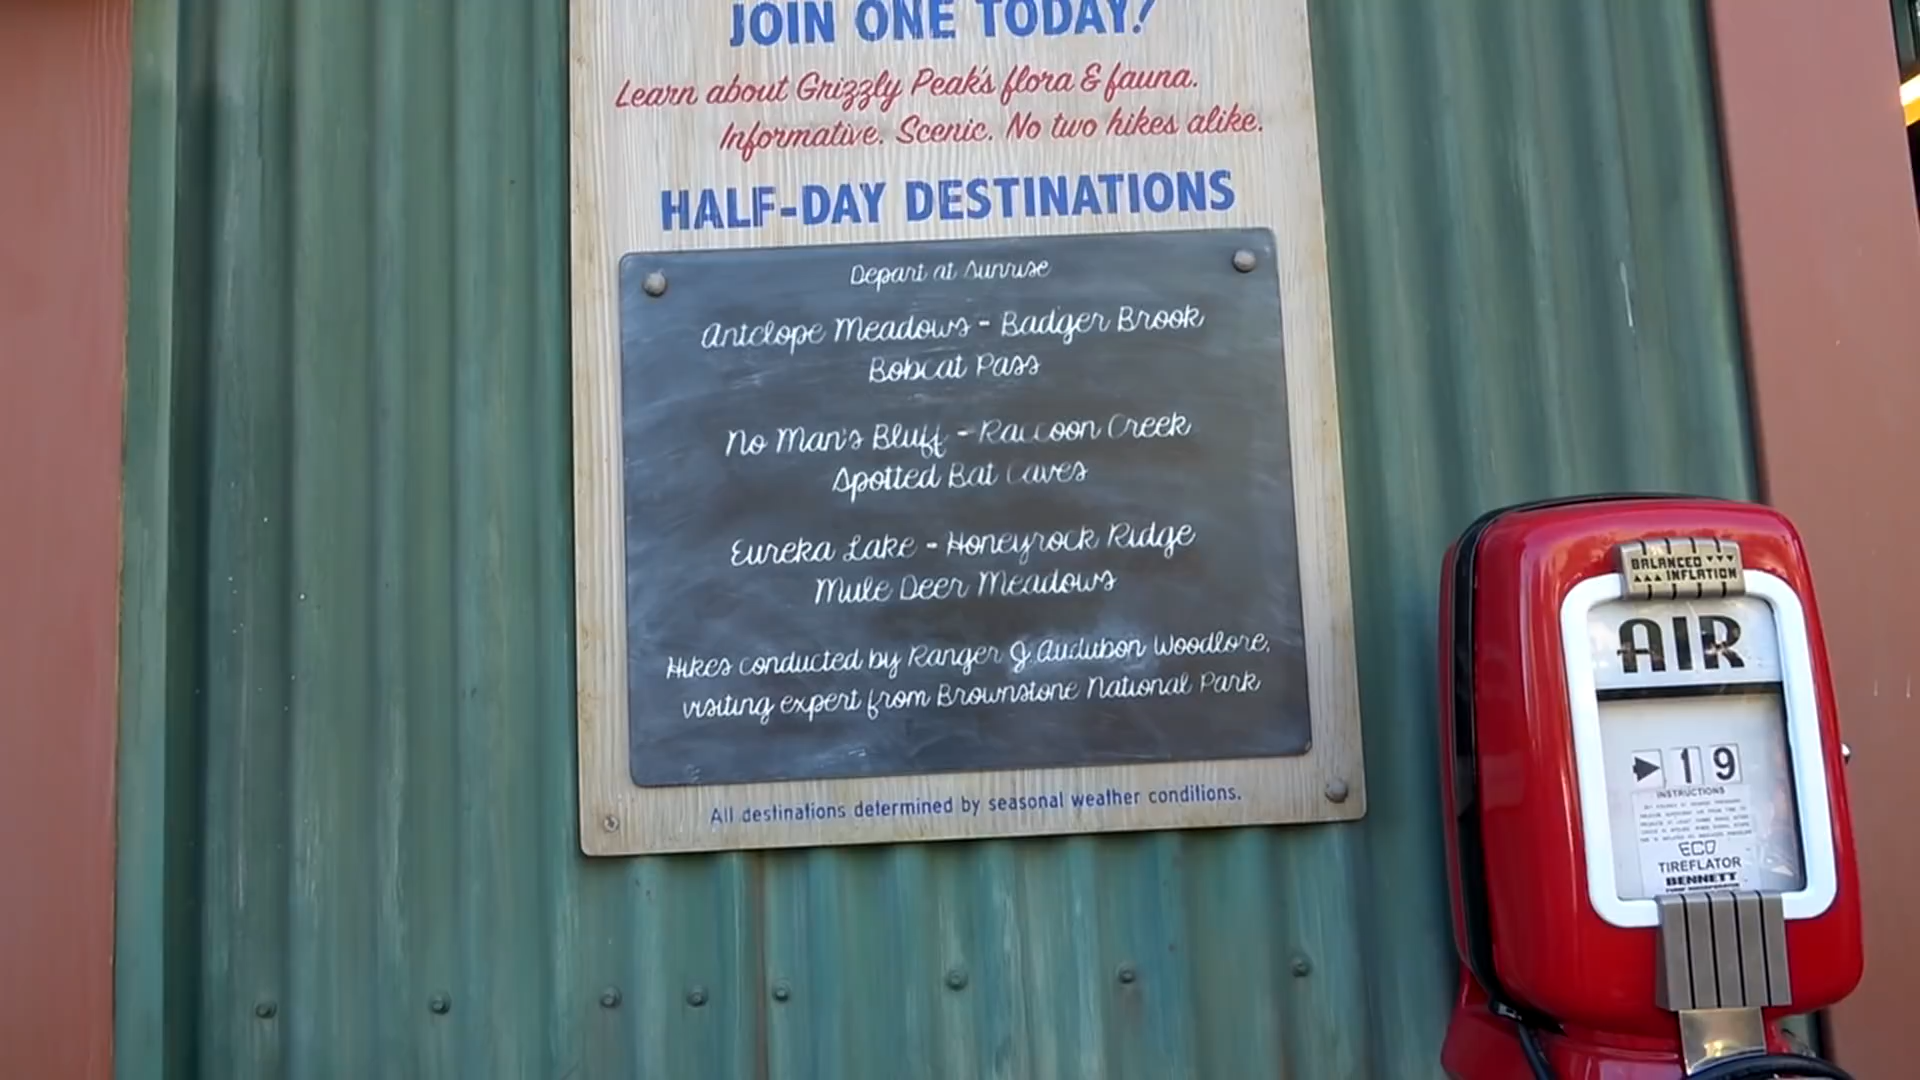 JOIN ONE TODAY!
Learn about Grizzly Peak's flora & fauna.
Informative. Scenic. No two hikes alike.
HALF-DAY DESTINATIONS
Depart at Sunrise
Antelope Meadows - Badger Brook
Bobcat Pass
No Man's Bluff - Raccoon Creek
Spotted Bat Caves
Eureka Lake - Honeyrock Ridge
Mule Deer Meadows
Hikes conducted by Ranger J. Audubon Woodlore,
visiting expert from Brownstone National Park
All destinations determined by seasonal weather conditions.
BALANCED
INFLATION
AIR
19
INSTRUCTIONS
ECO
TIREFLATOR
BENNETT